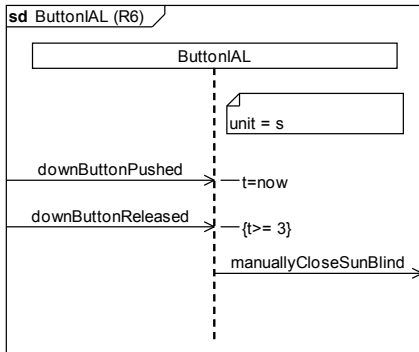 sd ButtonIAL (R6)
ButtonIAL
unit = s
downButtonPushed
t=now
downButtonReleased
{t>= 3}
manuallyCloseSunBlind